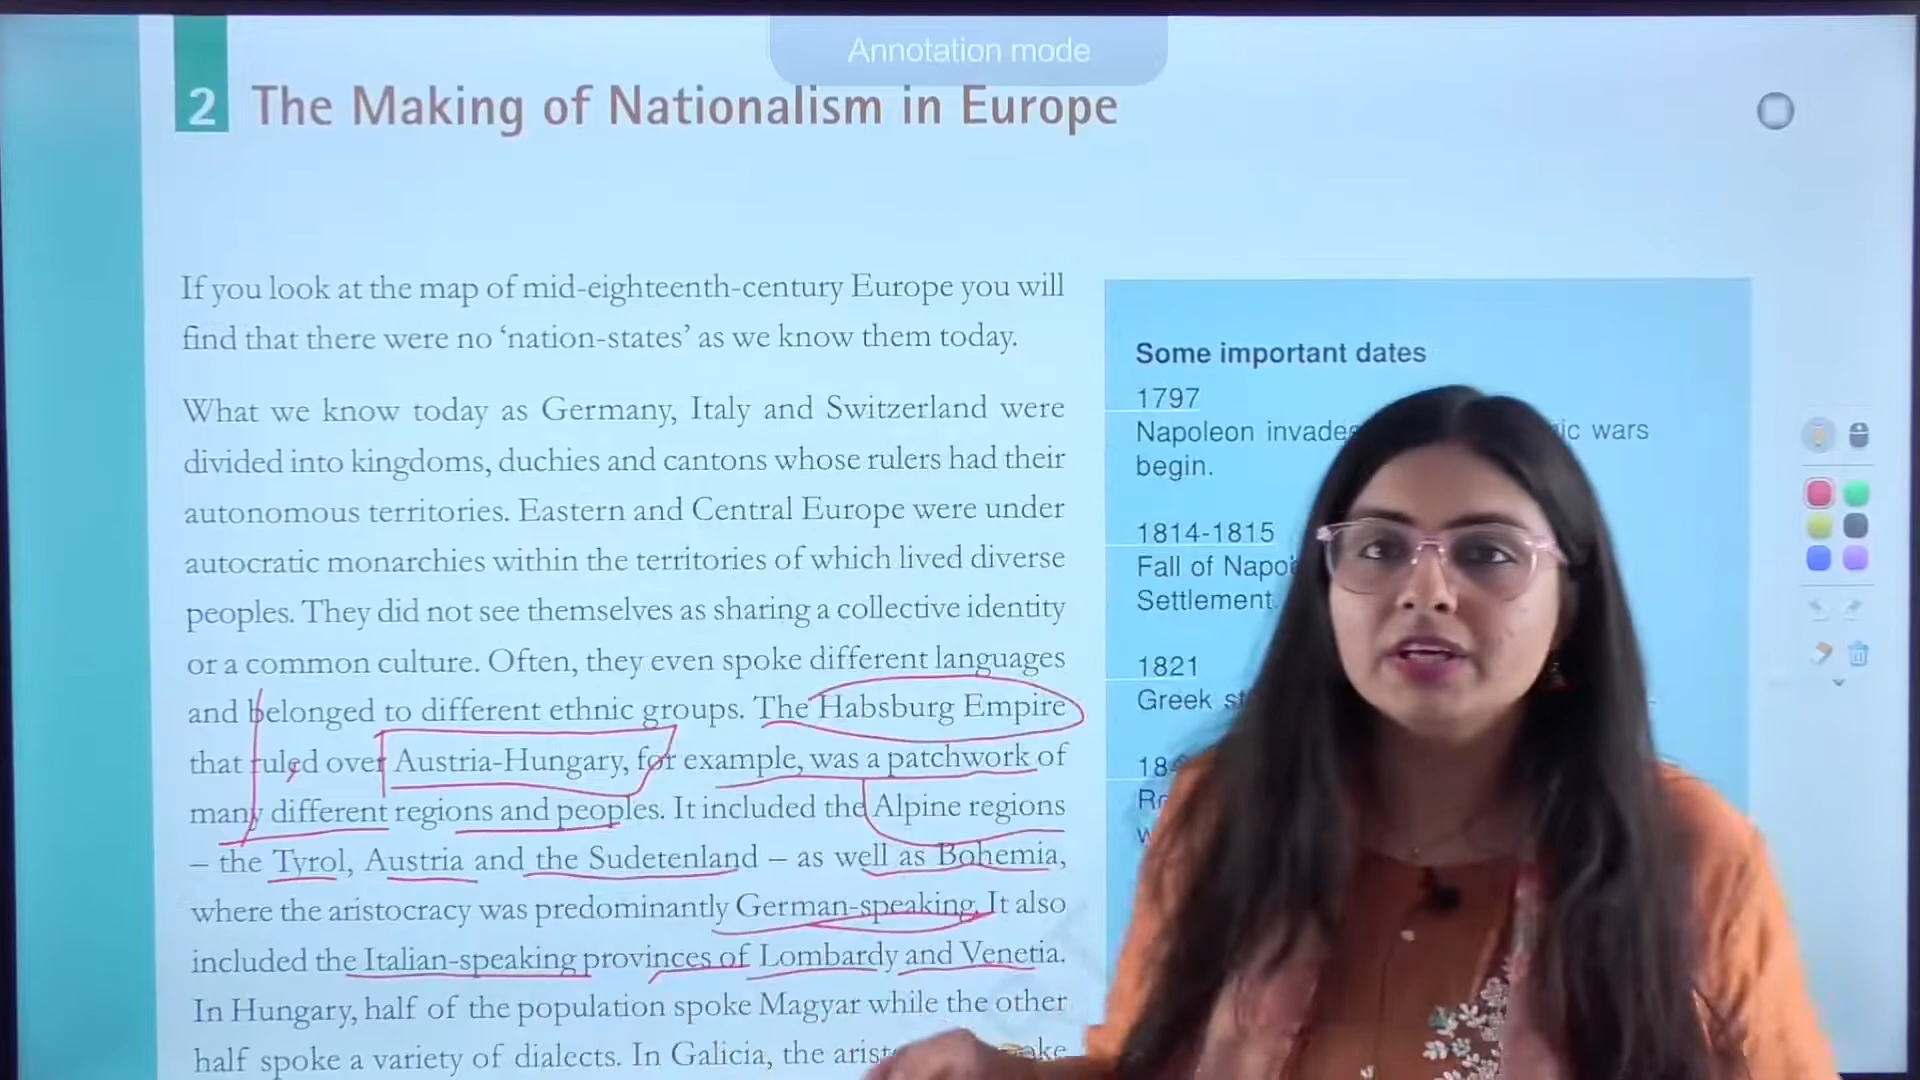 Annotation mode
2 The Making of Nationalism in Europe
If you look at the map of mid-eighteenth-century Europe you will
find that there were no ‘nation-states’ as we know them today.
What we know today as Germany, Italy and Switzerland were
divided into kingdoms, duchies and cantons whose rulers had their
autonomous territories. Eastern and Central Europe were under
autocratic monarchies within the territories of which lived diverse
peoples. They did not see themselves as sharing a collective identity
or a common culture. Often, they even spoke different languages
and belonged to different ethnic groups. The Habsburg Empire
that ruled over Austria-Hungary, for example, was a patchwork of
many different regions and peoples. It included the Alpine regions
– the Tyrol, Austria and the Sudetenland – as well as Bohemia,
where the aristocracy was predominantly German-speaking. It also
included the Italian-speaking provinces of Lombardy and Venetia.
In Hungary, half of the population spoke Magyar while the other
half spoke a variety of dialects. In Galicia, the
Some important dates
1797
Napoleon wars
begin.
1814-1815
Fall of
Settlement.
1821
Greek